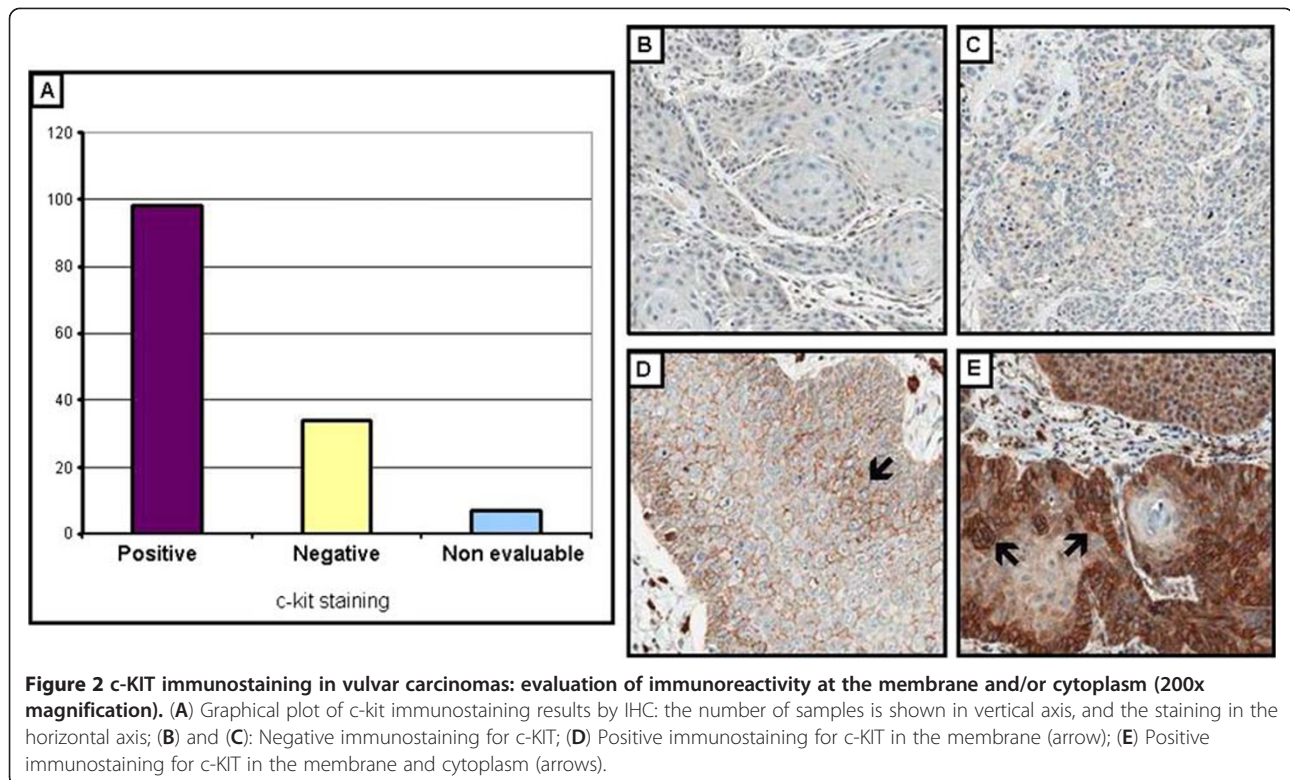 A
120
100
80
60
40
20
0
Positive Negative Non evaluable
c-kit staining
B
C
D
E
Figure 2 c-KIT immunostaining in vulvar carcinomas: evaluation of immunoreactivity at the membrane and/or cytoplasm (200x
magnification). (A) Graphical plot of c-kit immunostaining results by IHC: the number of samples is shown in vertical axis, and the staining in the
horizontal axis; (B) and (C): Negative immunostaining for c-KIT; (D) Positive immunostaining for c-KIT in the membrane (arrow); (E) Positive
immunostaining for c-KIT in the membrane and cytoplasm (arrows).